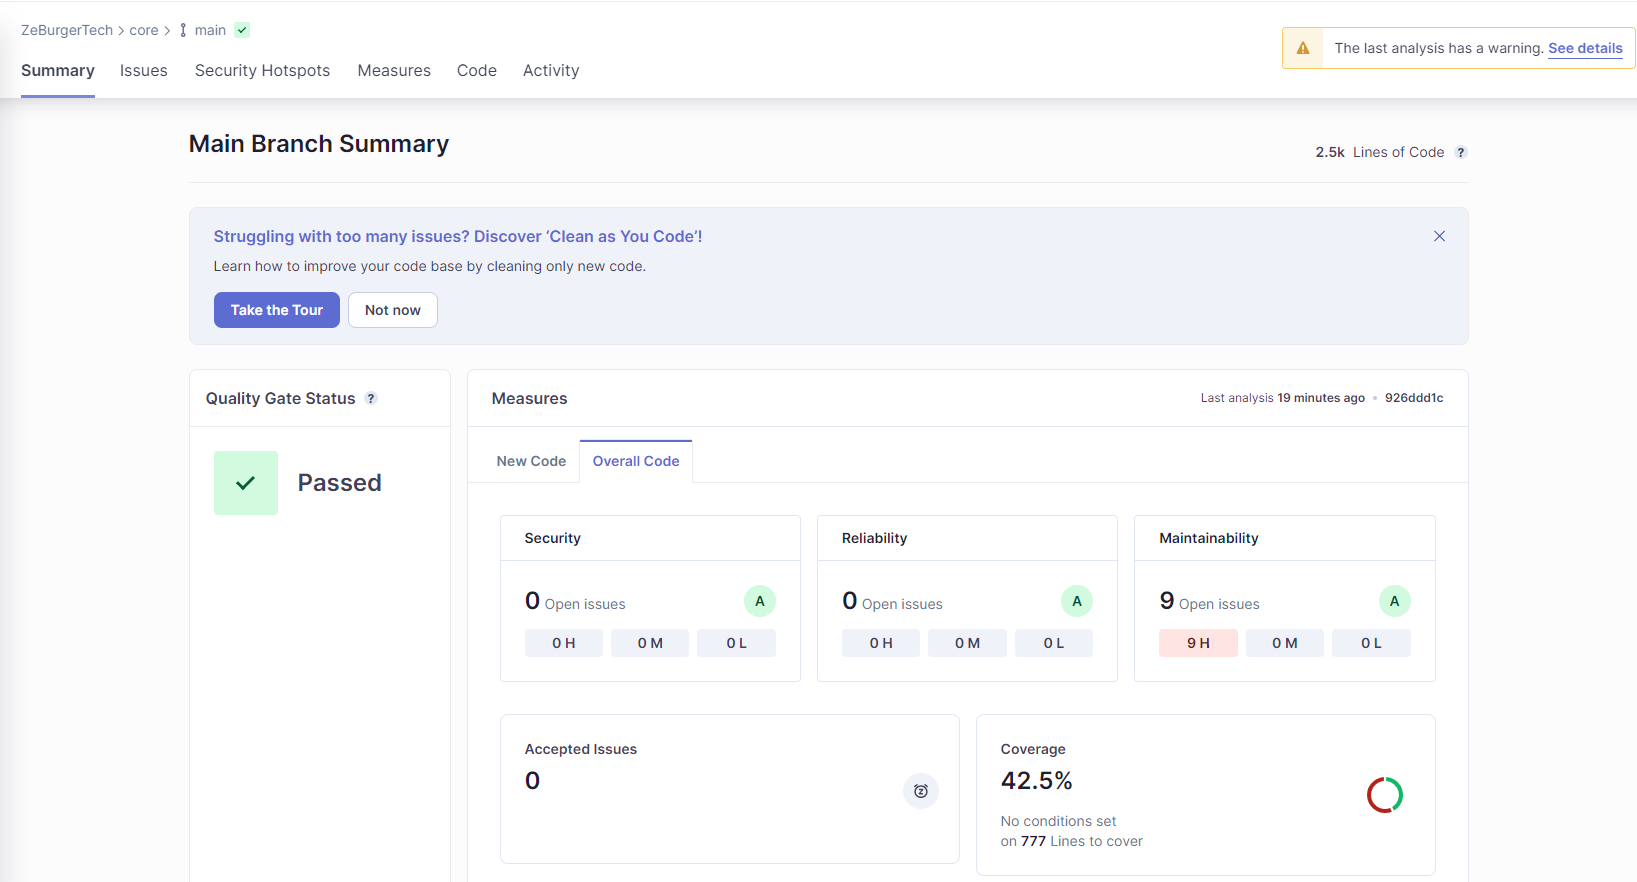 ZeBurgerTech > core > main
The last analysis has a warning. See details
Summary Issues Security Hotspots Measures Code Activity
Main Branch Summary
2.5k Lines of Code ?
Struggling with too many issues? Discover ‘Clean as You Code’!
Learn how to improve your code base by cleaning only new code.
Take the Tour Not now
Quality Gate Status ?
Passed
Measures
Last analysis 19 minutes ago • 926ddd1c
New Code Overall Code
Security
0 Open issues A
0 H 0 M 0 L
Reliability
0 Open issues A
0 H 0 M 0 L
Maintainability
9 Open issues A
9 H 0 M 0 L
Accepted Issues
0
Coverage
42.5%
No conditions set
on 777 Lines to cover